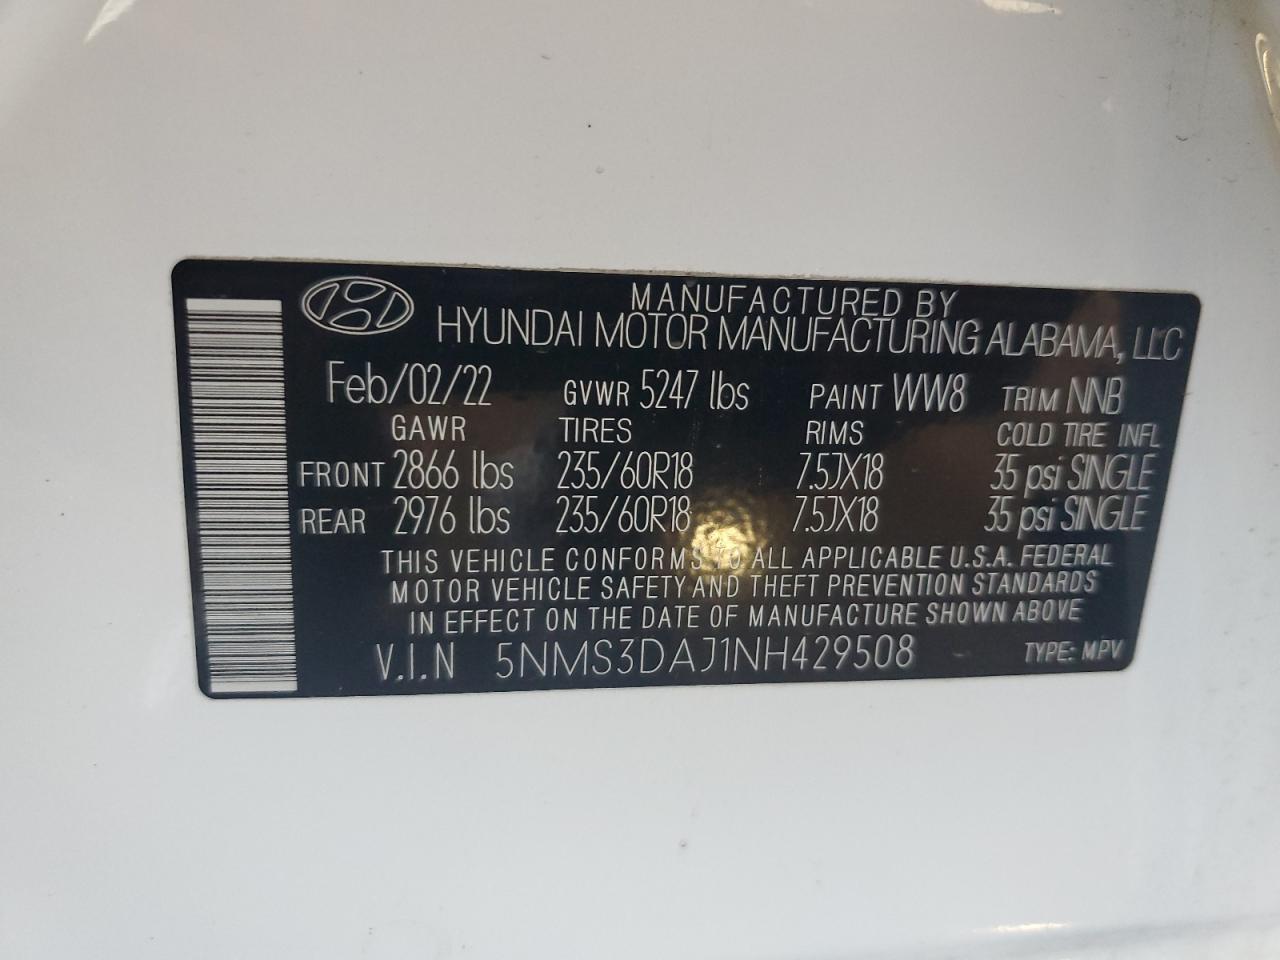 MANUFACTURED BY
HYUNDAI MOTOR MANUFACTURING ALABAMA, LLC
Feb/02/22 GVWR 5247 lbs PAINT WW8 TRIM NNB
GAWR TIRES RIMS COLD TIRE INFL
FRONT 2866 lbs 235/60R18 7.5JX18 35 psi SINGLE
REAR 2976 lbs 235/60R18 7.5JX18 35 psi SINGLE
THIS VEHICLE CONFORMS TO ALL APPLICABLE U.S.A. FEDERAL
MOTOR VEHICLE SAFETY AND THEFT PREVENTION STANDARDS
IN EFFECT ON THE DATE OF MANUFACTURE SHOWN ABOVE
V.I.N 5NMS3DAJ1NH429508 TYPE: MPV